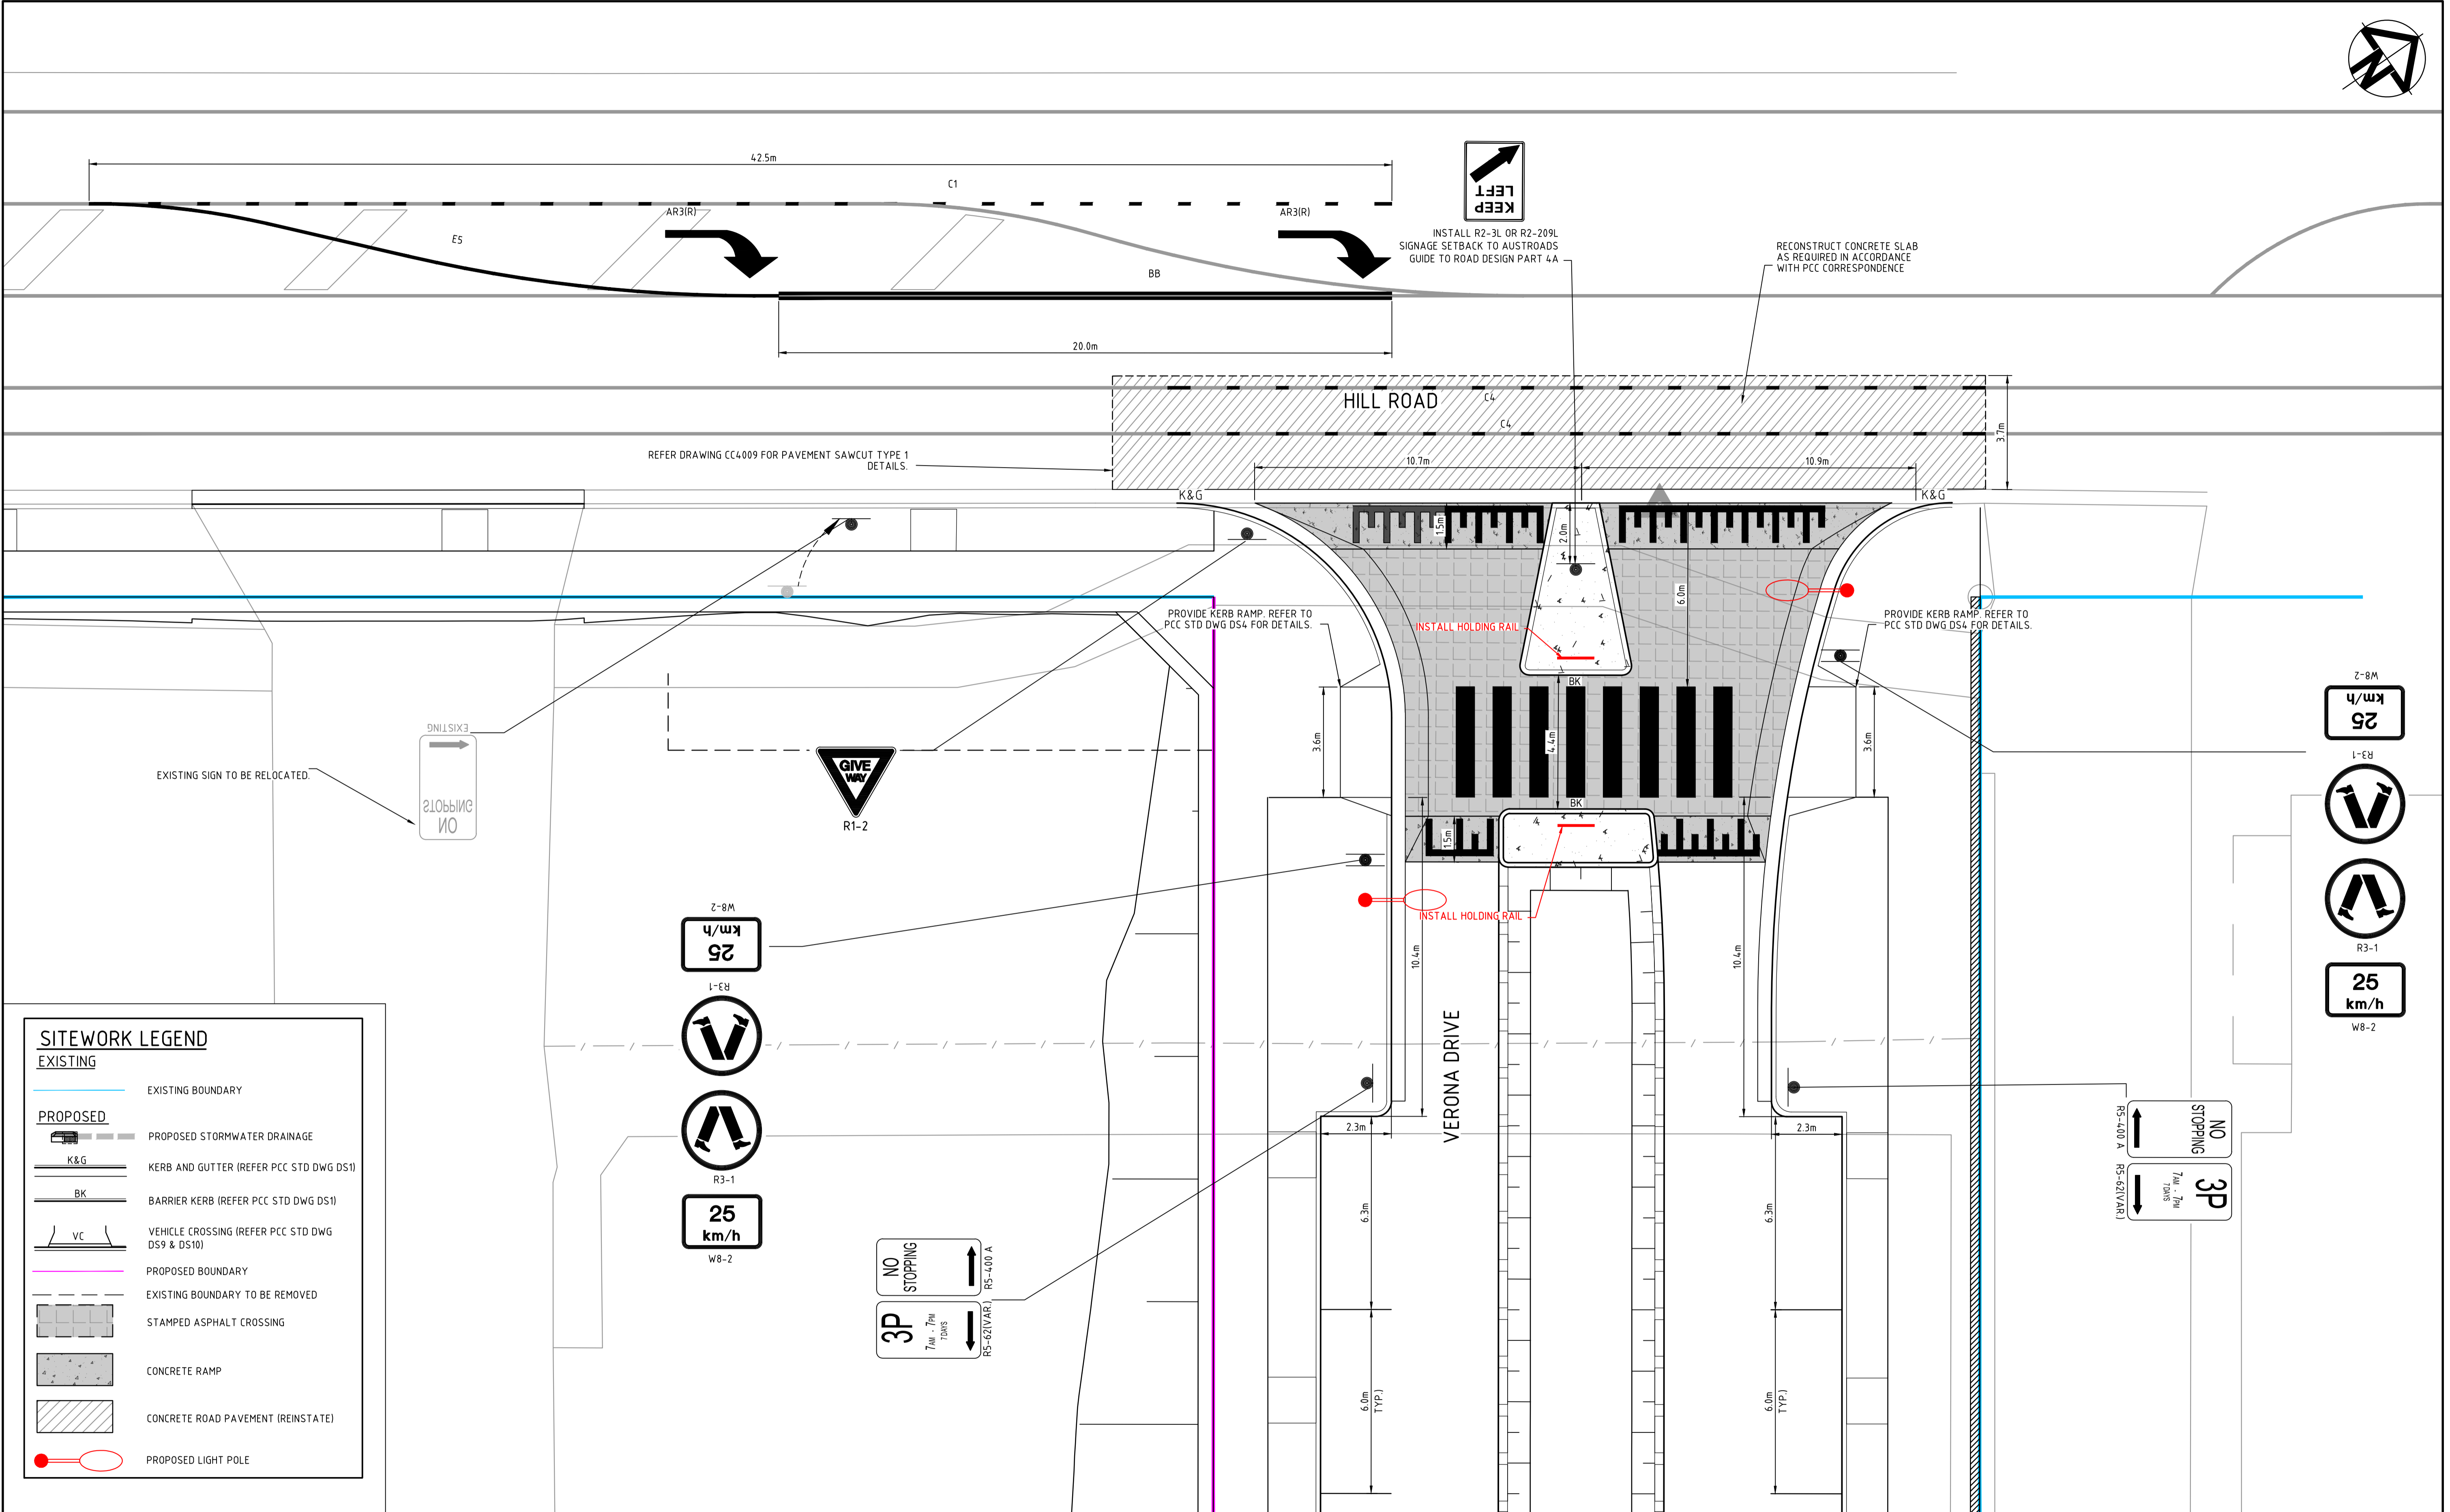 N
42.5m
C1
AR3(R)
AR3(R)
E5
BB
20.0m
KEEP
LEFT
INSTALL R2-3L OR R2-209L
SIGNAGE SETBACK TO AUSTROADS
GUIDE TO ROAD DESIGN PART 4A
RECONSTRUCT CONCRETE SLAB
AS REQUIRED IN ACCORDANCE
WITH PCC CORRESPONDENCE
HILL ROAD
C4
C4
3.7m
REFER DRAWING CC4009 FOR PAVEMENT SAWCUT TYPE 1
DETAILS.
10.7m
10.9m
K&G
K&G
1.5m
2.0m
6.0m
PROVIDE KERB RAMP. REFER TO
PCC STD DWG DS4 FOR DETAILS.
INSTALL HOLDING RAIL
PROVIDE KERB RAMP. REFER TO
PCC STD DWG DS4 FOR DETAILS.
BK
3.6m
4.4m
3.6m
BK
1.5m
INSTALL HOLDING RAIL
10.4m
10.4m
VERONA DRIVE
2.3m
2.3m
6.3m
6.3m
6.0m
(TYP.)
6.0m
(TYP.)
EXISTING
NO
STOPPING
EXISTING SIGN TO BE RELOCATED.
GIVE
WAY
R1-2
W8-2
25
km/h
R3-1
R3-1
25
km/h
W8-2
W8-2
25
km/h
R3-1
R3-1
25
km/h
W8-2
NO
STOPPING
R5-400 A
3P
7AM - 7PM
7DAYS
R5-62(VAR.)
NO
STOPPING
R5-400 A
3P
7AM - 7PM
7DAYS
R5-62(VAR.)
SITEWORK LEGEND
EXISTING
EXISTING BOUNDARY
PROPOSED
PROPOSED STORMWATER DRAINAGE
K&G
KERB AND GUTTER (REFER PCC STD DWG DS1)
BK
BARRIER KERB (REFER PCC STD DWG DS1)
VC
VEHICLE CROSSING (REFER PCC STD DWG
DS9 & DS10)
PROPOSED BOUNDARY
EXISTING BOUNDARY TO BE REMOVED
STAMPED ASPHALT CROSSING
CONCRETE RAMP
CONCRETE ROAD PAVEMENT (REINSTATE)
PROPOSED LIGHT POLE